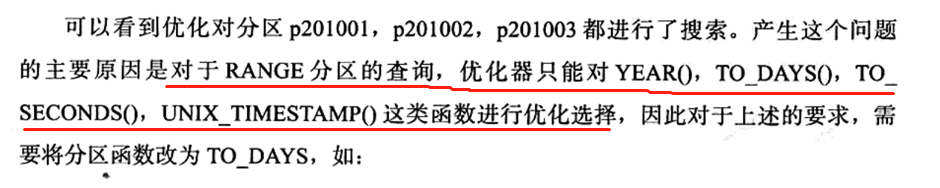 可以看到优化对分区 p201001，p201002，p201003 都进行了搜索。产生这个问题
的主要原因是对于 RANGE 分区的查询，优化器只能对 YEAR()，TO_DAYS()，TO_
SECONDS()，UNIX_TIMESTAMP() 这类函数进行优化选择，因此对于上述的要求，需
要将分区函数改为 TO_DAYS，如：